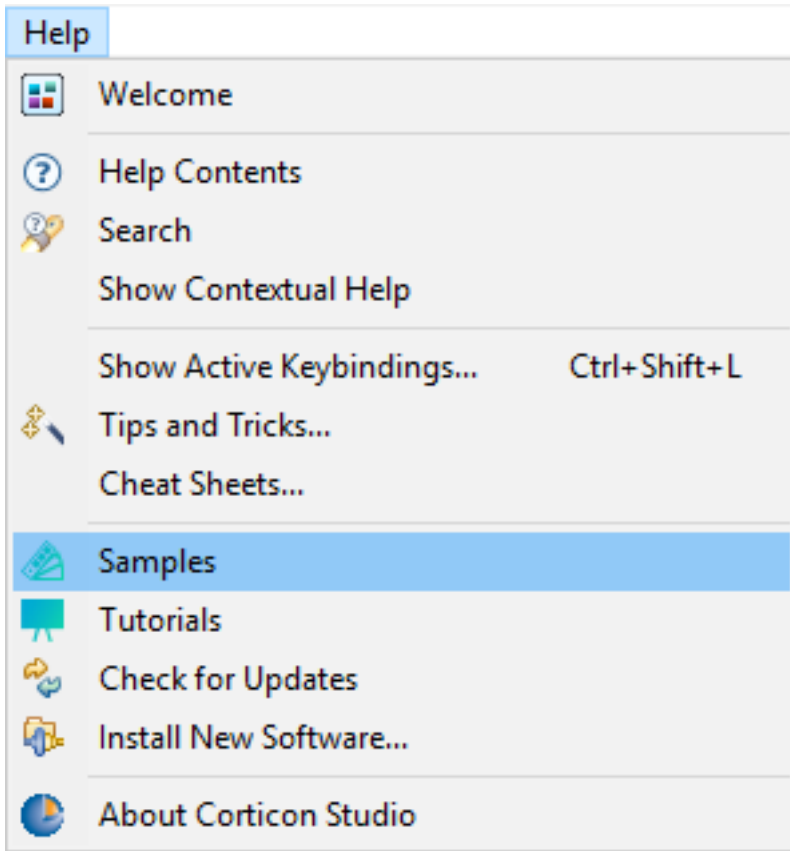 Help
Welcome
Help Contents
Search
Show Contextual Help
Show Active Keybindings... Ctrl+Shift+L
Tips and Tricks...
Cheat Sheets...
Samples
Tutorials
Check for Updates
Install New Software...
About Corticon Studio